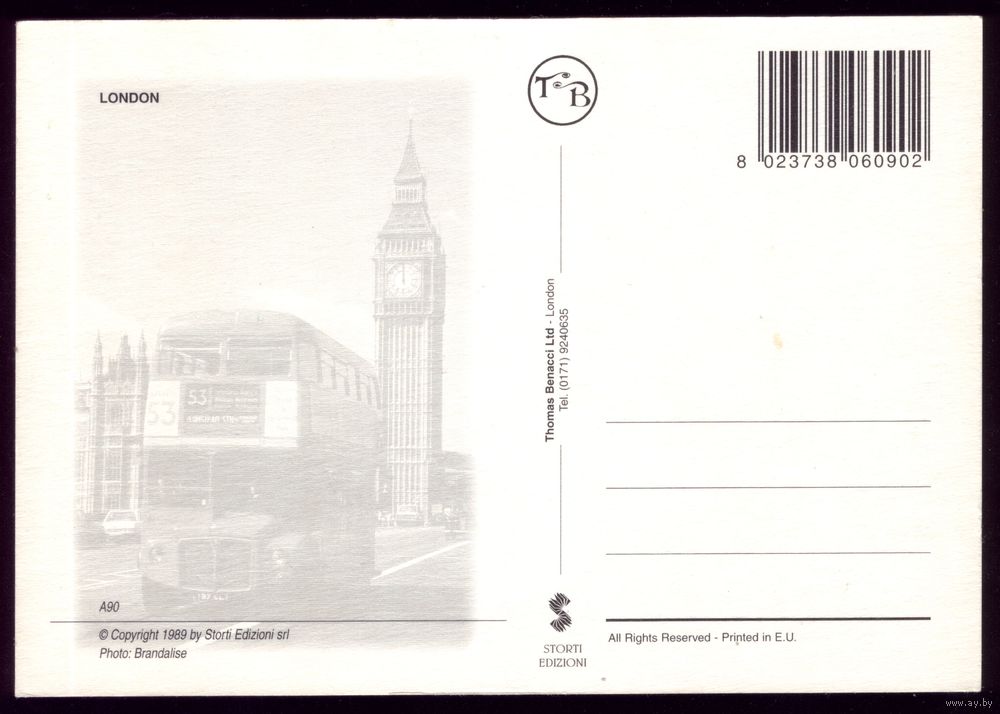 LONDON
53
53
A90
© Copyright 1989 by Storti Edizioni srl
Photo: Brandalise
T B
Thomas Benacci Ltd - London
Tel. (0171) 9240635
STORTI
EDIZIONI
8 023738 060902
All Rights Reserved - Printed in E.U.
www.ay.by